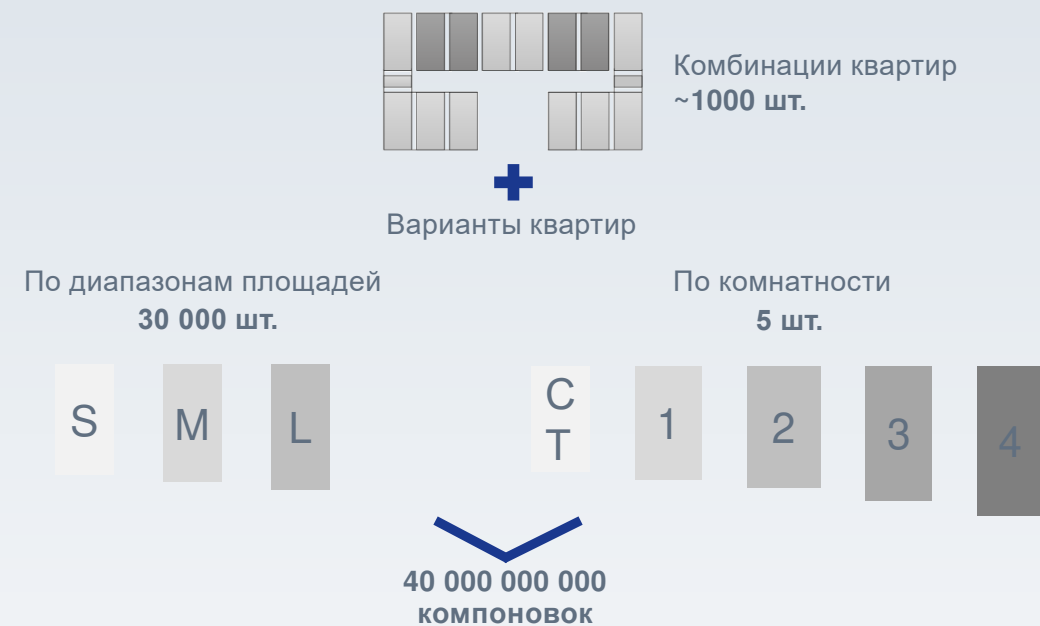 Комбинации квартир
~1000 шт.
Варианты квартир
По диапазонам площадей
30 000 шт.
По комнатности
5 шт.
S M L
С
Т
1 2 3 4
40 000 000 000
компоновок